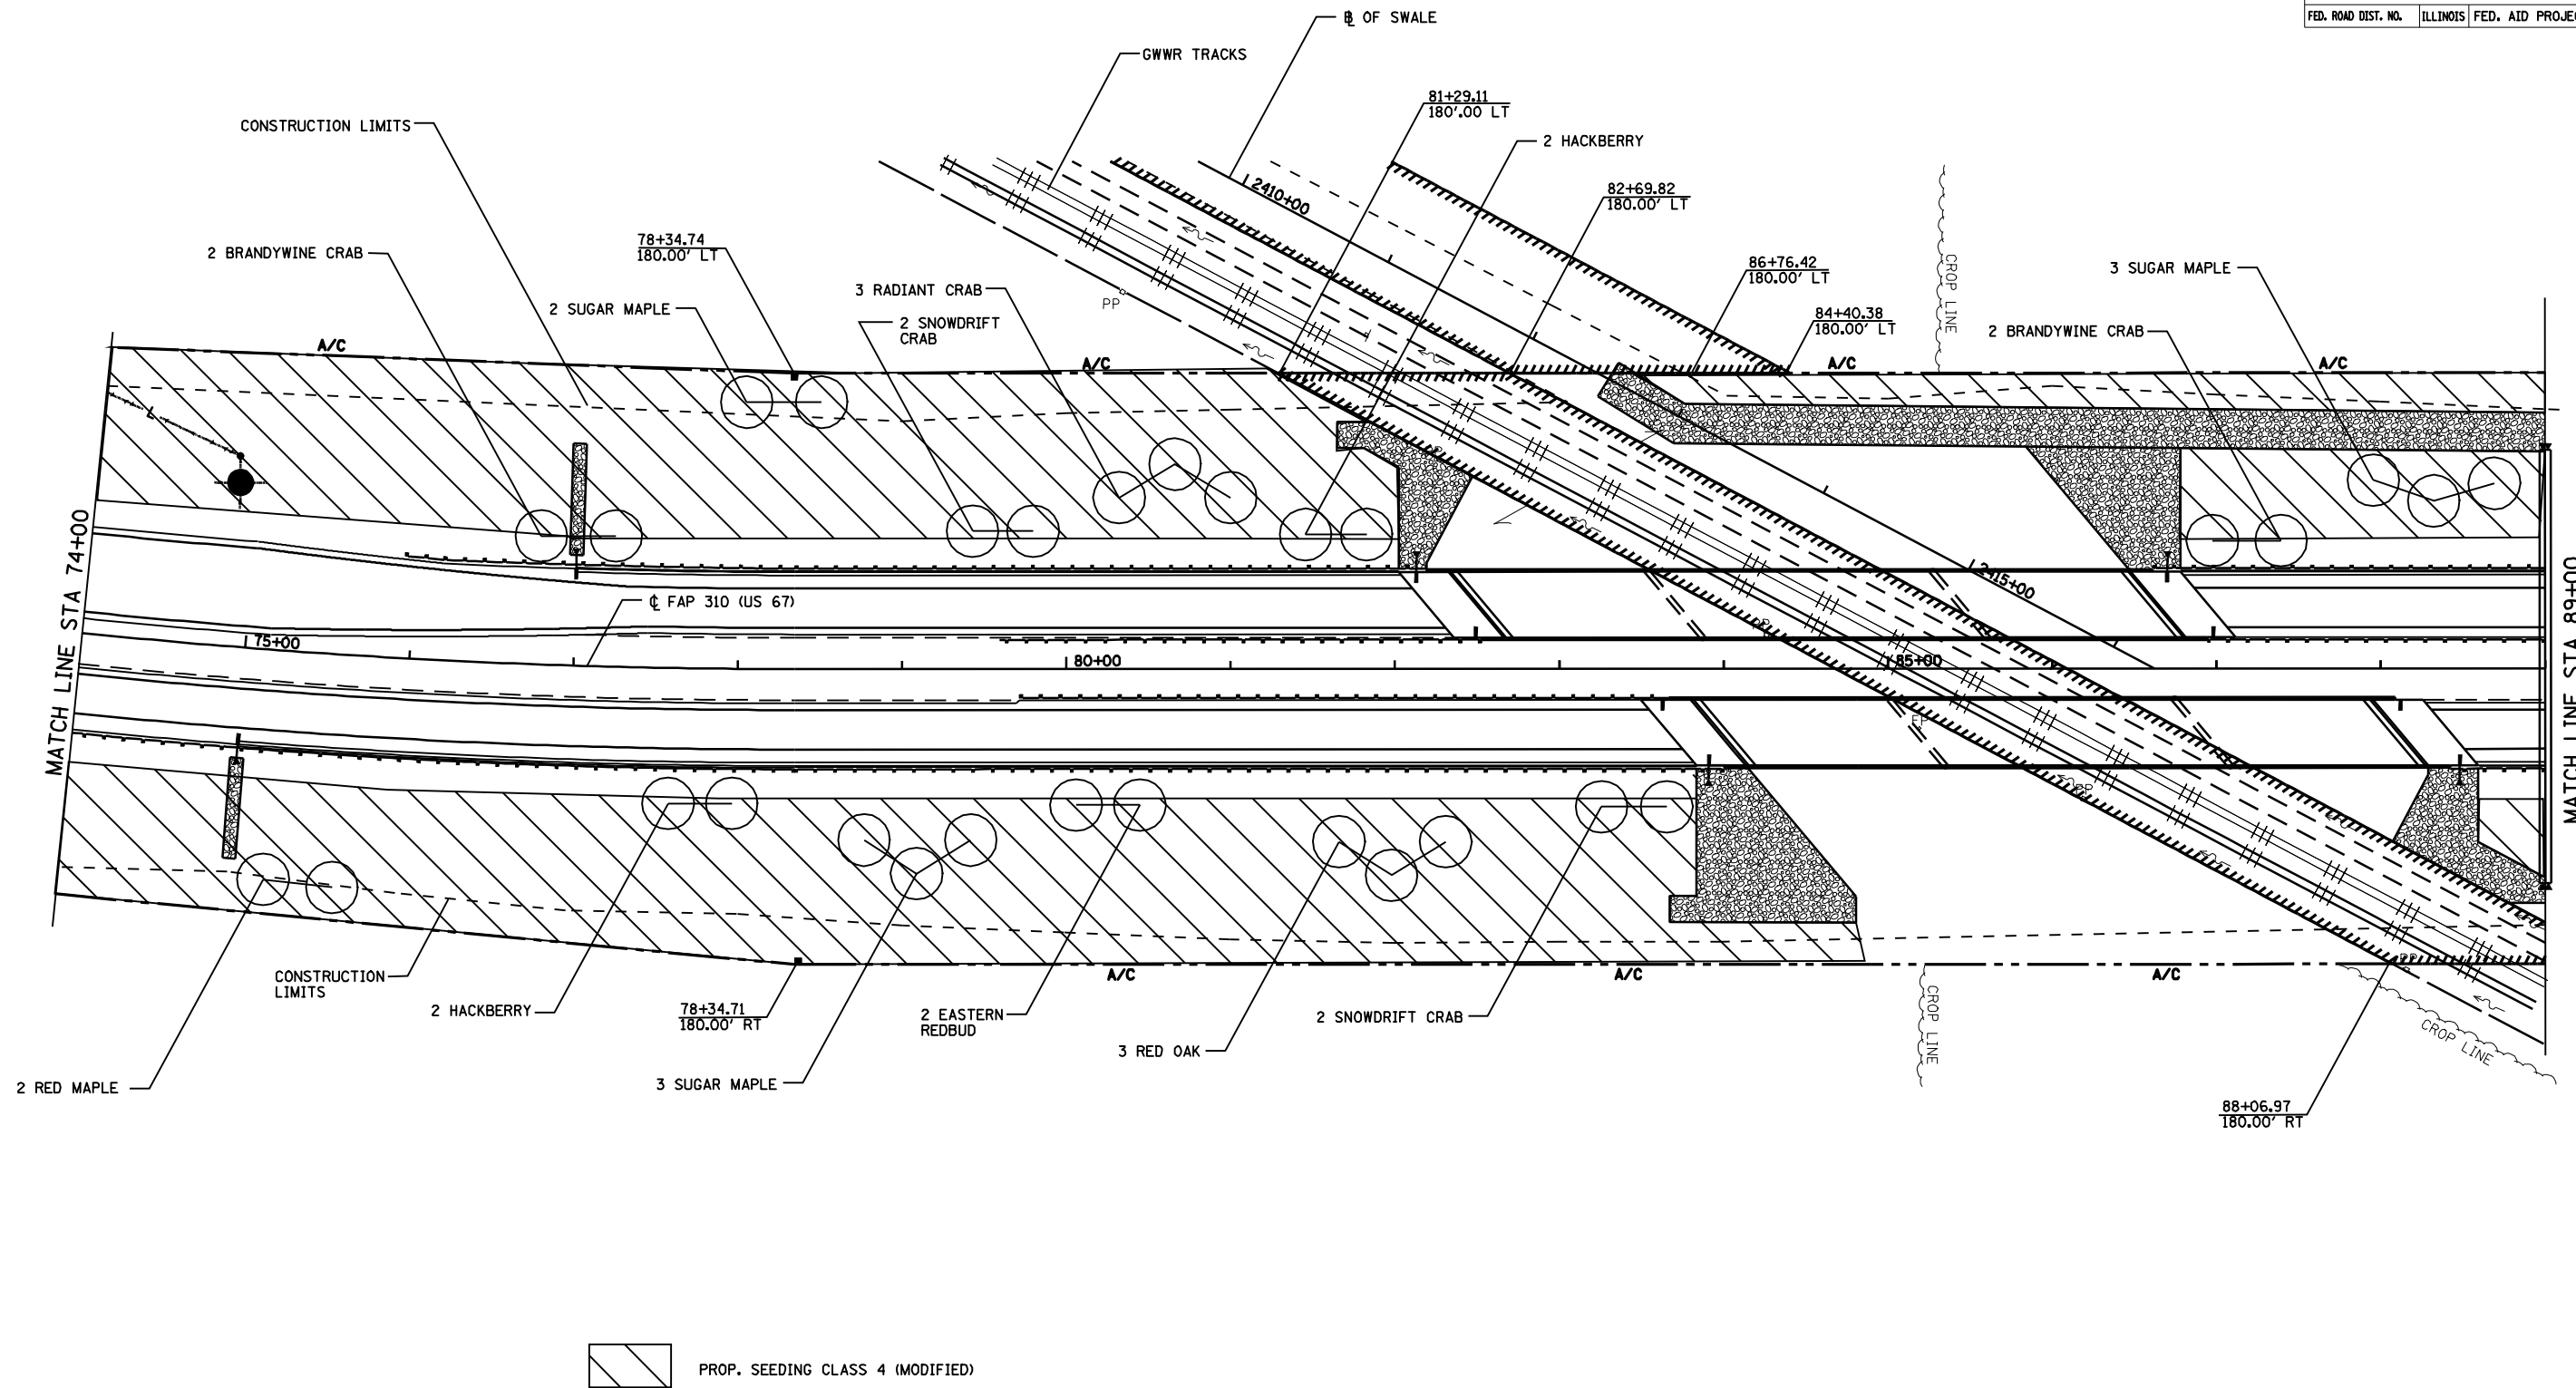 FED. ROAD DIST. NO. ILLINOIS FED. AID PROJE
℄ OF SWALE
GWWR TRACKS
81+29.11
180'.00 LT
CONSTRUCTION LIMITS
2 HACKBERRY
2410+00
82+69.82
180.00' LT
78+34.74
180.00' LT
2 BRANDYWINE CRAB
86+76.42
180.00' LT
CROP LINE
3 SUGAR MAPLE
3 RADIANT CRAB
PP
2 SUGAR MAPLE
2 SNOWDRIFT
CRAB
84+40.38
180.00' LT
2 BRANDYWINE CRAB
A/C
A/C
A/C
A/C
L
MATCH LINE STA 74+00
℄ FAP 310 (US 67)
2415+00
75+00
80+00
85+00
MATCH LINE STA 89+00
CONSTRUCTION
LIMITS
A/C
A/C
A/C
CROP LINE
CROP LINE
2 HACKBERRY
78+34.71
180.00' RT
2 EASTERN
REDBUD
2 SNOWDRIFT CRAB
3 RED OAK
3 SUGAR MAPLE
2 RED MAPLE
88+06.97
180.00' RT
PROP. SEEDING CLASS 4 (MODIFIED)